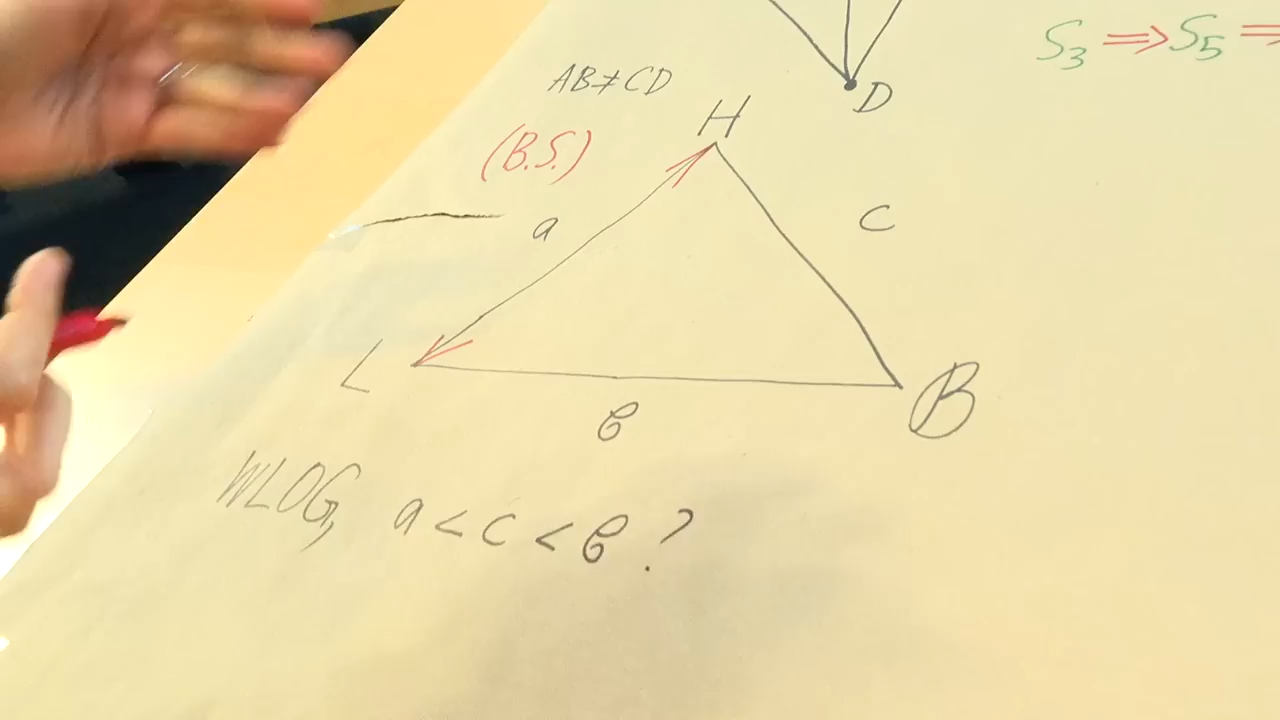 S₃ ⇒ S₅ ⇒
AB≠CD
D
H
(B.S.)
a
c
L
B
в
WLOG, a < c < в ?